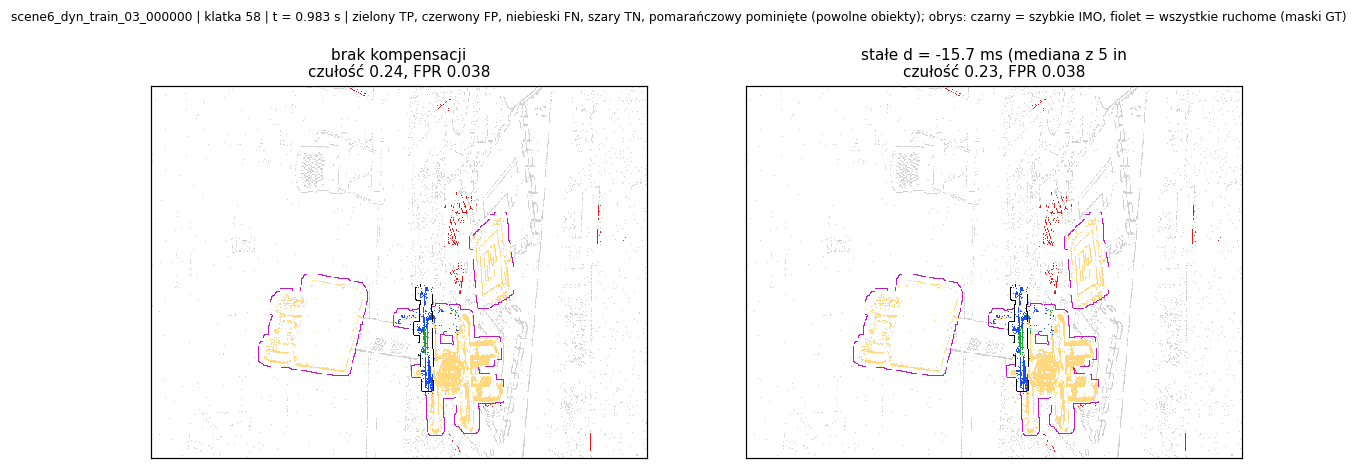 scene6_dyn_train_03_000000 | klatka 58 | t = 0.983 s | zielony TP, czerwony FP, niebieski FN, szary TN, pomarańczowy pominięte (powolne obiekty); obrys: czarny = szybkie IMO, fiolet = wszystkie ruchome (maski GT)
brak kompensacji
czułość 0.24, FPR 0.038
stałe d = -15.7 ms (mediana z 5 in
czułość 0.23, FPR 0.038